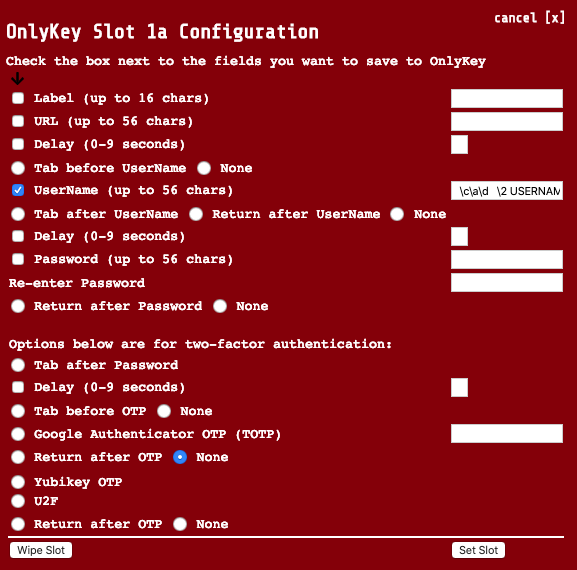 cancel [x]
OnlyKey Slot 1a Configuration
Check the box next to the fields you want to save to OnlyKey
Label (up to 16 chars)
URL (up to 56 chars)
Delay (0-9 seconds)
Tab before UserName None
UserName (up to 56 chars) \c\a\d \2 USERNAM
Tab after UserName Return after UserName None
Delay (0-9 seconds)
Password (up to 56 chars)
Re-enter Password
Return after Password None
Options below are for two-factor authentication:
Tab after Password
Delay (0-9 seconds)
Tab before OTP None
Google Authenticator OTP (TOTP)
Return after OTP None
Yubikey OTP
U2F
Return after OTP None
Wipe Slot Set Slot